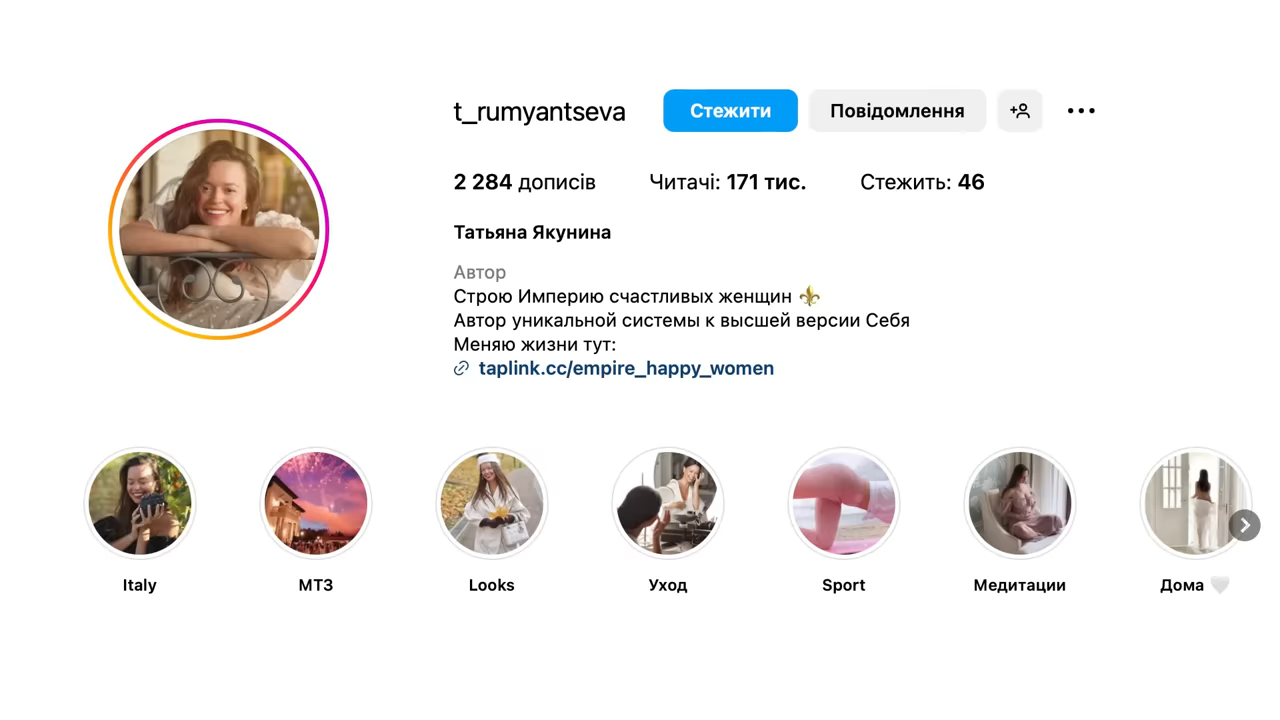 t_rumyantseva Стежити Повідомлення
2 284 дописів Читачі: 171 тис. Стежить: 46
Татьяна Якунина
Автор
Строю Империю счастливых женщин ⚜️
Автор уникальной системы к высшей версии Себя
Меняю жизни тут:
taplink.cc/empire_happy_women
Italy МТЗ Looks Уход Sport Медитации Дома 🤍